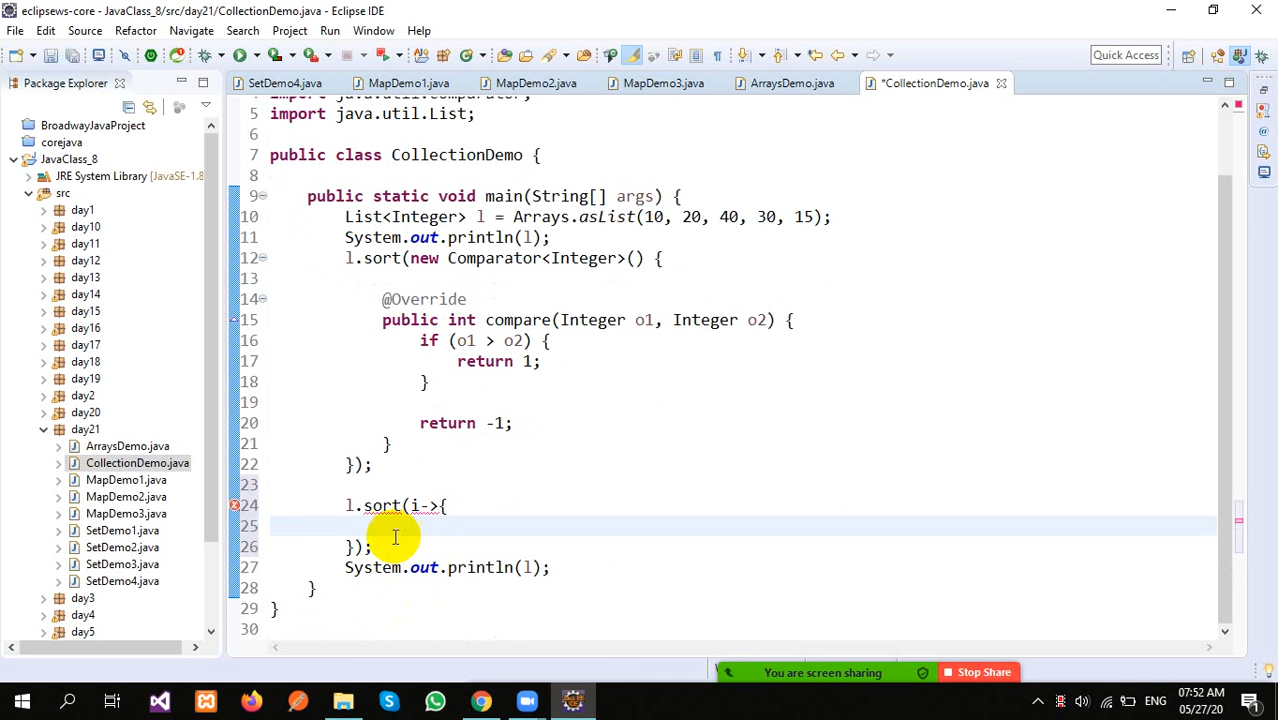 eclipsews-core - JavaClass_8/src/day21/CollectionDemo.java - Eclipse IDE
File Edit Source Refactor Navigate Search Project Run Window Help
Quick Access
Package Explorer
SetDemo4.java MapDemo1.java MapDemo2.java MapDemo3.java ArraysDemo.java *CollectionDemo.java
BroadwayJavaProject
corejava
JavaClass_8
JRE System Library [JavaSE-1.8
src
day1
day10
day11
day12
day13
day14
day15
day16
day17
day18
day19
day2
day20
day21
ArraysDemo.java
CollectionDemo.java
MapDemo1.java
MapDemo2.java
MapDemo3.java
SetDemo1.java
SetDemo2.java
SetDemo3.java
SetDemo4.java
day3
day4
day5
4 import java.util.Comparator;
5 import java.util.List;
6
7 public class CollectionDemo {
8
9 public static void main(String[] args) {
10 List<Integer> l = Arrays.asList(10, 20, 40, 30, 15);
11 System.out.println(l);
12 l.sort(new Comparator<Integer>() {
13
14 @Override
15 public int compare(Integer o1, Integer o2) {
16 if (o1 > o2) {
17 return 1;
18 }
20 return -1;
21 }
22 });
23
24 l.sort(i->{
25
26 });
27 System.out.println(l);
28 }
29 }
30
You are screen sharing Stop Share
ENG
07:52 AM
05/27/20
1